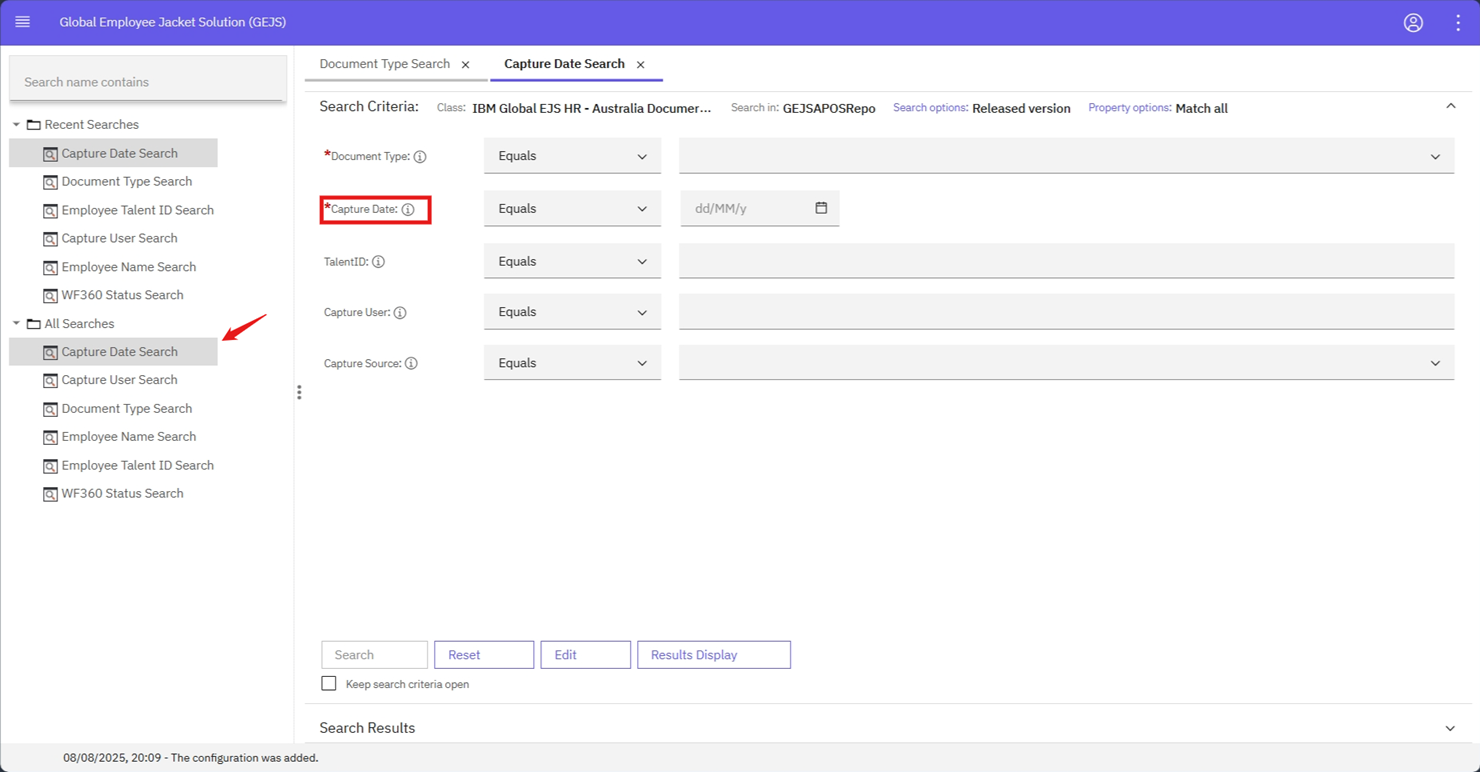 Global Employee Jacket Solution (GEJS)
Search name contains
Recent Searches
Capture Date Search
Document Type Search
Employee Talent ID Search
Capture User Search
Employee Name Search
WF360 Status Search
All Searches
Capture Date Search
Capture User Search
Document Type Search
Employee Name Search
Employee Talent ID Search
WF360 Status Search
Document Type Search Capture Date Search
Search Criteria: Class: IBM Global EJS HR - Australia Documer... Search in: GEJSAPOSRepo Search options: Released version Property options: Match all
*Document Type: Equals
*Capture Date: Equals dd/MM/y
TalentID: Equals
Capture User: Equals
Capture Source: Equals
Search Reset Edit Results Display
Keep search criteria open
Search Results
08/08/2025, 20:09 - The configuration was added.